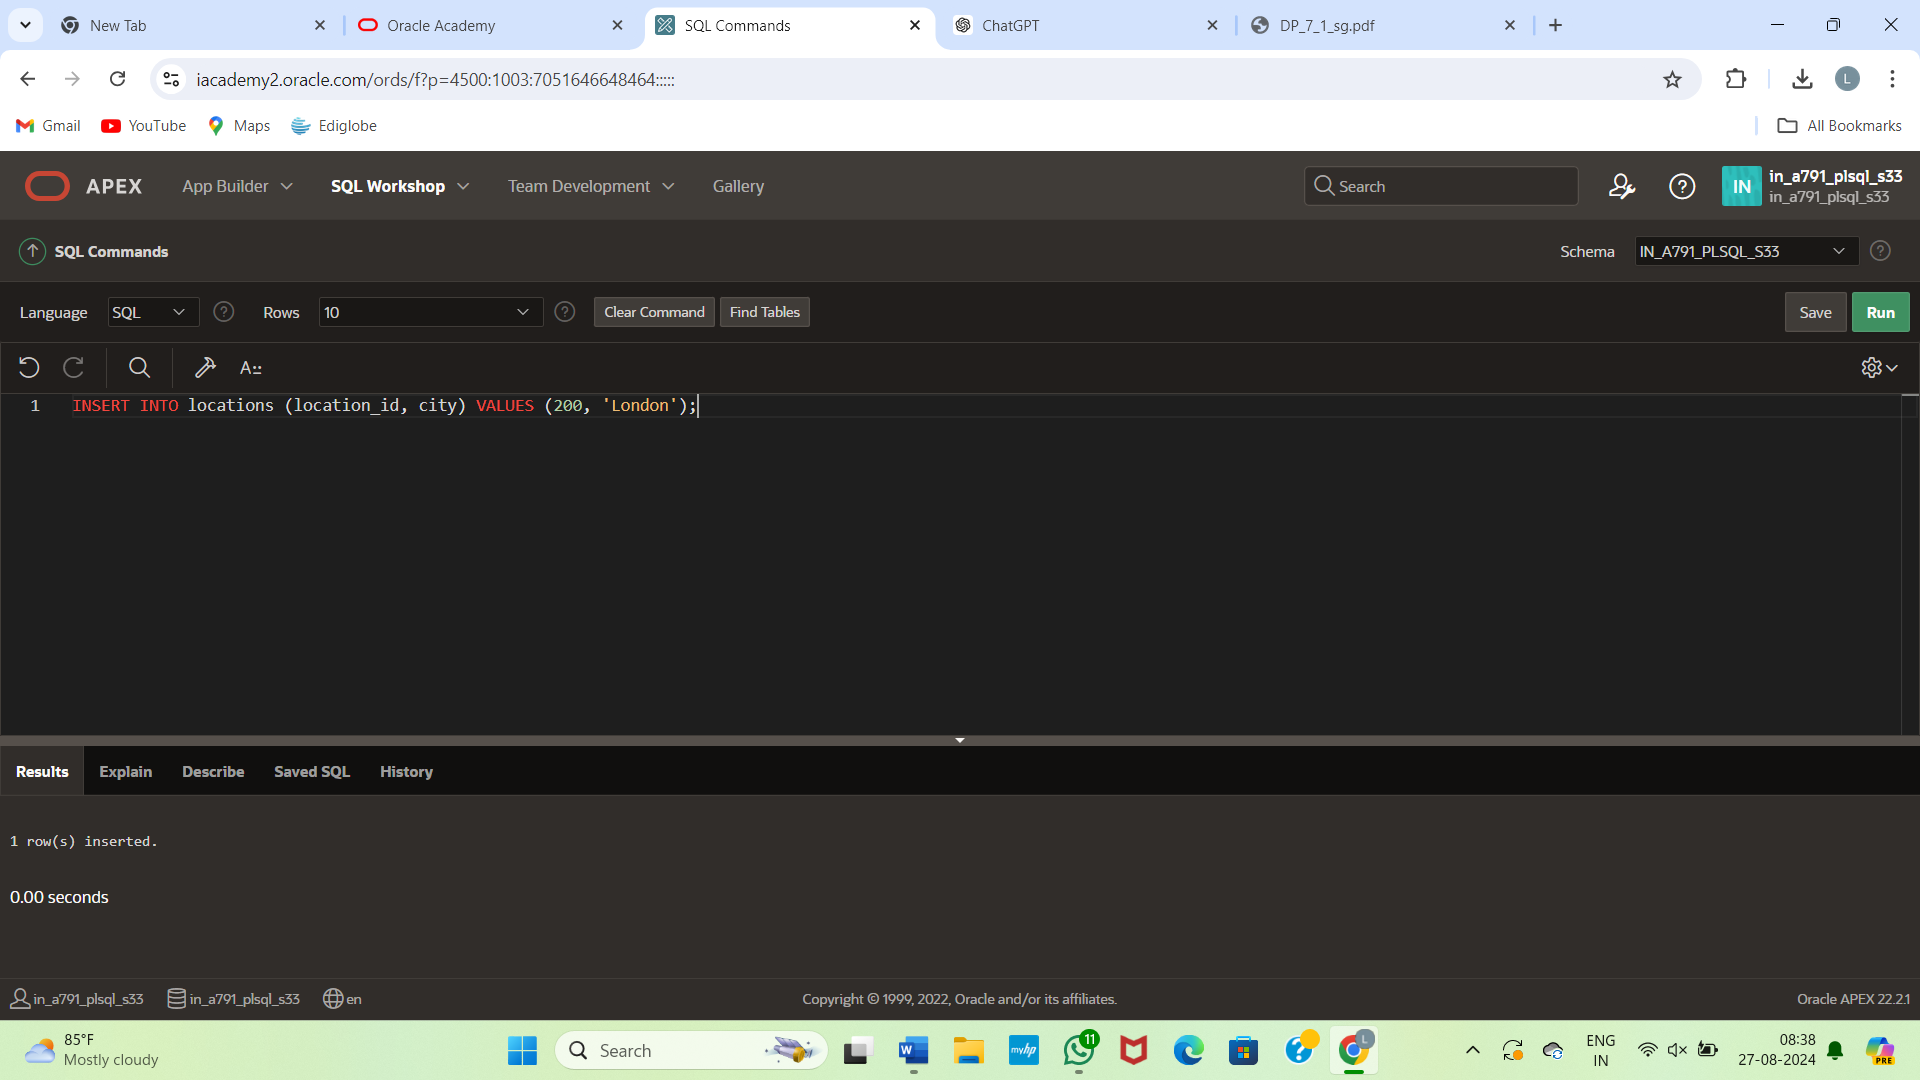 New Tab
Oracle Academy
SQL Commands
ChatGPT
DP_7_1_sg.pdf
iacademy2.oracle.com/ords/f?p=4500:1003:7051646648464:::::
L
Gmail
YouTube
Maps
Ediglobe
All Bookmarks
APEX
App Builder
SQL Workshop
Team Development
Gallery
Search
IN
in_a791_plsql_s33
in_a791_plsql_s33
SQL Commands
Schema
IN_A791_PLSQL_S33
Language
SQL
Rows
10
Clear Command
Find Tables
Save
Run
A::
1 INSERT INTO locations (location_id, city) VALUES (200, 'London');
Results
Explain
Describe
Saved SQL
History
1 row(s) inserted.
0.00 seconds
in_a791_plsql_s33
in_a791_plsql_s33
en
Copyright © 1999, 2022, Oracle and/or its affiliates.
Oracle APEX 22.2.1
85°F
Mostly cloudy
Search
W
myhp
11
L
ENG
IN
08:38
27-08-2024
PRE